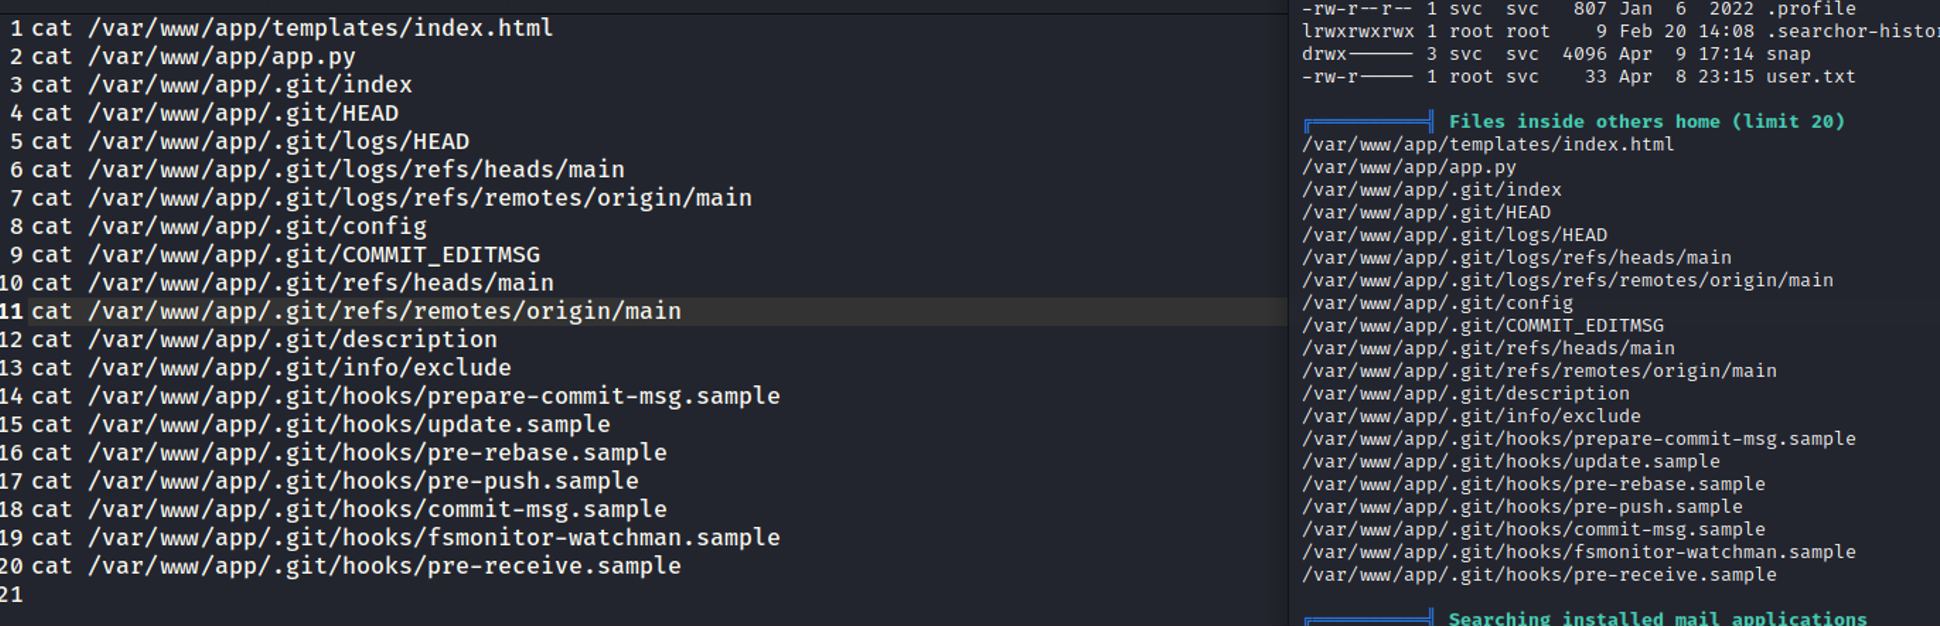 1 cat /var/www/app/templates/index.html
2 cat /var/www/app/app.py
3 cat /var/www/app/.git/index
4 cat /var/www/app/.git/HEAD
5 cat /var/www/app/.git/logs/HEAD
6 cat /var/www/app/.git/logs/refs/heads/main
7 cat /var/www/app/.git/logs/refs/remotes/origin/main
8 cat /var/www/app/.git/config
9 cat /var/www/app/.git/COMMIT_EDITMSG
10 cat /var/www/app/.git/refs/heads/main
11 cat /var/www/app/.git/refs/remotes/origin/main
12 cat /var/www/app/.git/description
13 cat /var/www/app/.git/info/exclude
14 cat /var/www/app/.git/hooks/prepare-commit-msg.sample
15 cat /var/www/app/.git/hooks/update.sample
16 cat /var/www/app/.git/hooks/pre-rebase.sample
17 cat /var/www/app/.git/hooks/pre-push.sample
18 cat /var/www/app/.git/hooks/commit-msg.sample
19 cat /var/www/app/.git/hooks/fsmonitor-watchman.sample
20 cat /var/www/app/.git/hooks/pre-receive.sample
21
-rw-r--r-- 1 svc svc 807 Jan 6 2022 .profile
lrwxrwxrwx 1 root root 9 Feb 20 14:08 .searchor-histo
drwx------ 3 svc svc 4096 Apr 9 17:14 snap
-rw-r----- 1 root svc 33 Apr 8 23:15 user.txt
╔══════════╣ Files inside others home (limit 20)
/var/www/app/templates/index.html
/var/www/app/app.py
/var/www/app/.git/index
/var/www/app/.git/HEAD
/var/www/app/.git/logs/HEAD
/var/www/app/.git/logs/refs/heads/main
/var/www/app/.git/logs/refs/remotes/origin/main
/var/www/app/.git/config
/var/www/app/.git/COMMIT_EDITMSG
/var/www/app/.git/refs/heads/main
/var/www/app/.git/refs/remotes/origin/main
/var/www/app/.git/description
/var/www/app/.git/info/exclude
/var/www/app/.git/hooks/prepare-commit-msg.sample
/var/www/app/.git/hooks/update.sample
/var/www/app/.git/hooks/pre-rebase.sample
/var/www/app/.git/hooks/pre-push.sample
/var/www/app/.git/hooks/commit-msg.sample
/var/www/app/.git/hooks/fsmonitor-watchman.sample
/var/www/app/.git/hooks/pre-receive.sample
╔══════════╣ Searching installed mail applications